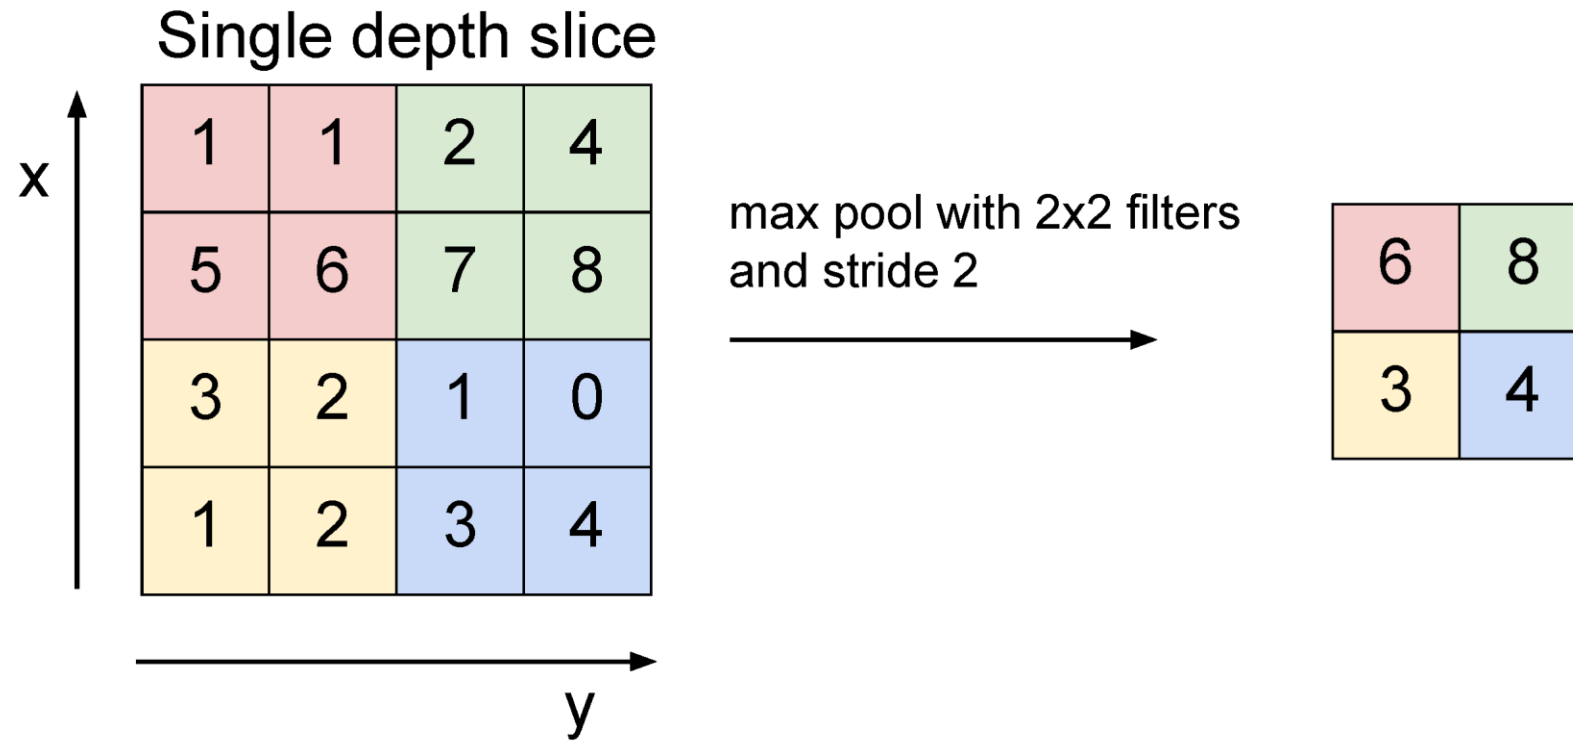 Single depth slice
x
1 1 2 4
5 6 7 8
3 2 1 0
1 2 3 4
y
max pool with 2x2 filters
and stride 2
6 8
3 4